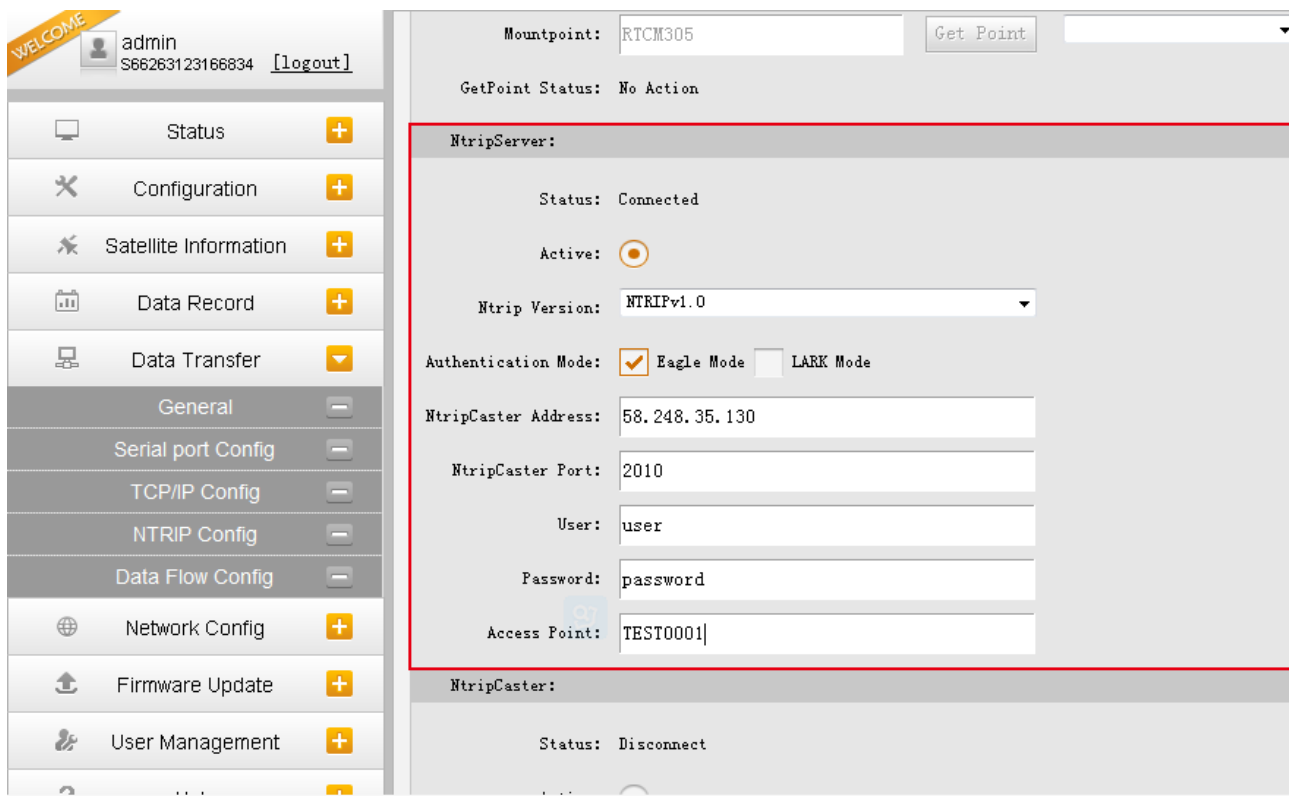 WELCOME
admin
S66263123166834 [logout]
Status
Configuration
Satellite Information
Data Record
Data Transfer
General
Serial port Config
TCP/IP Config
NTRIP Config
Data Flow Config
Network Config
Firmware Update
User Management
Mountpoint: RTCM305 Get Point
GetPoint Status: No Action
NtripServer:
Status: Connected
Active:
Ntrip Version: NTRIPv1.0
Authentication Mode: Eagle Mode LARK Mode
NtripCaster Address: 58.248.35.130
NtripCaster Port: 2010
User: user
Password: password
Access Point: TEST0001
NtripCaster:
Status: Disconnect